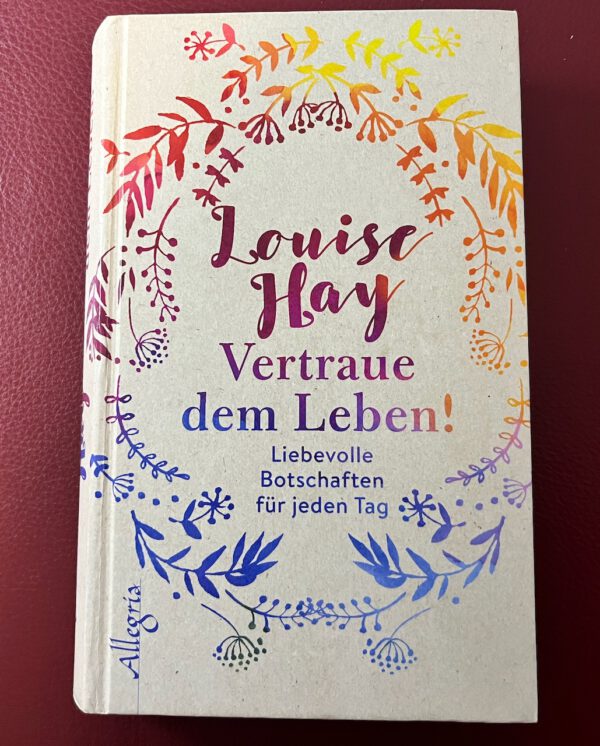 Louise
Hay
Vertraue
dem Leben!
Liebevolle
Botschaften
für jeden Tag
Allegria